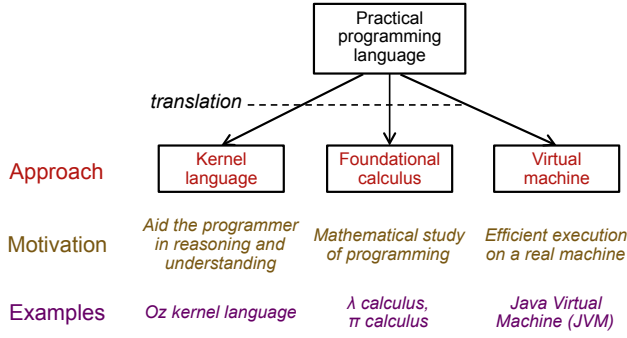 Practical
programming
language
translation
Approach
Kernel
language
Foundational
calculus
Virtual
machine
Motivation
Aid the programmer
in reasoning and
understanding
Mathematical study
of programming
Efficient execution
on a real machine
Examples
Oz kernel language
λ calculus,
π calculus
Java Virtual
Machine (JVM)